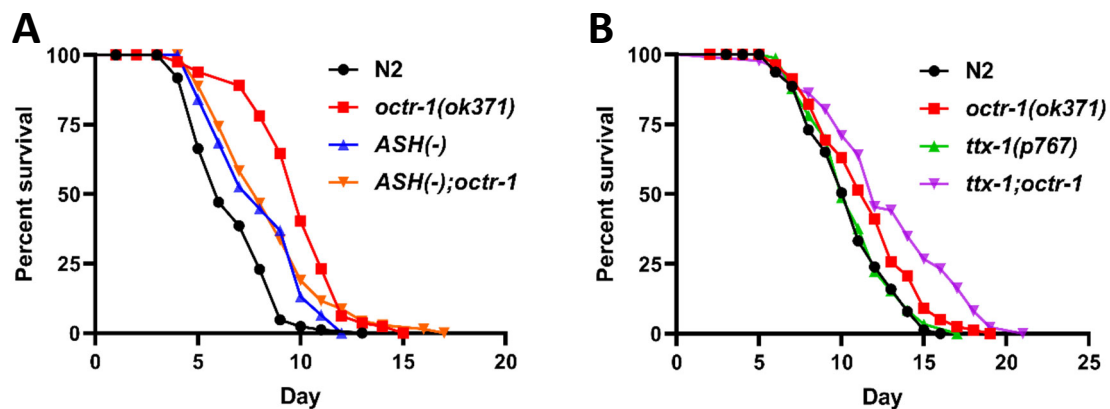 A
Percent survival
100
75
50
25
0
0 5 10 15 20
Day
N2
octr-1(ok371)
ASH(-)
ASH(-);octr-1
B
Percent survival
100
75
50
25
0
0 5 10 15 20 25
Day
N2
octr-1(ok371)
ttx-1(p767)
ttx-1;octr-1